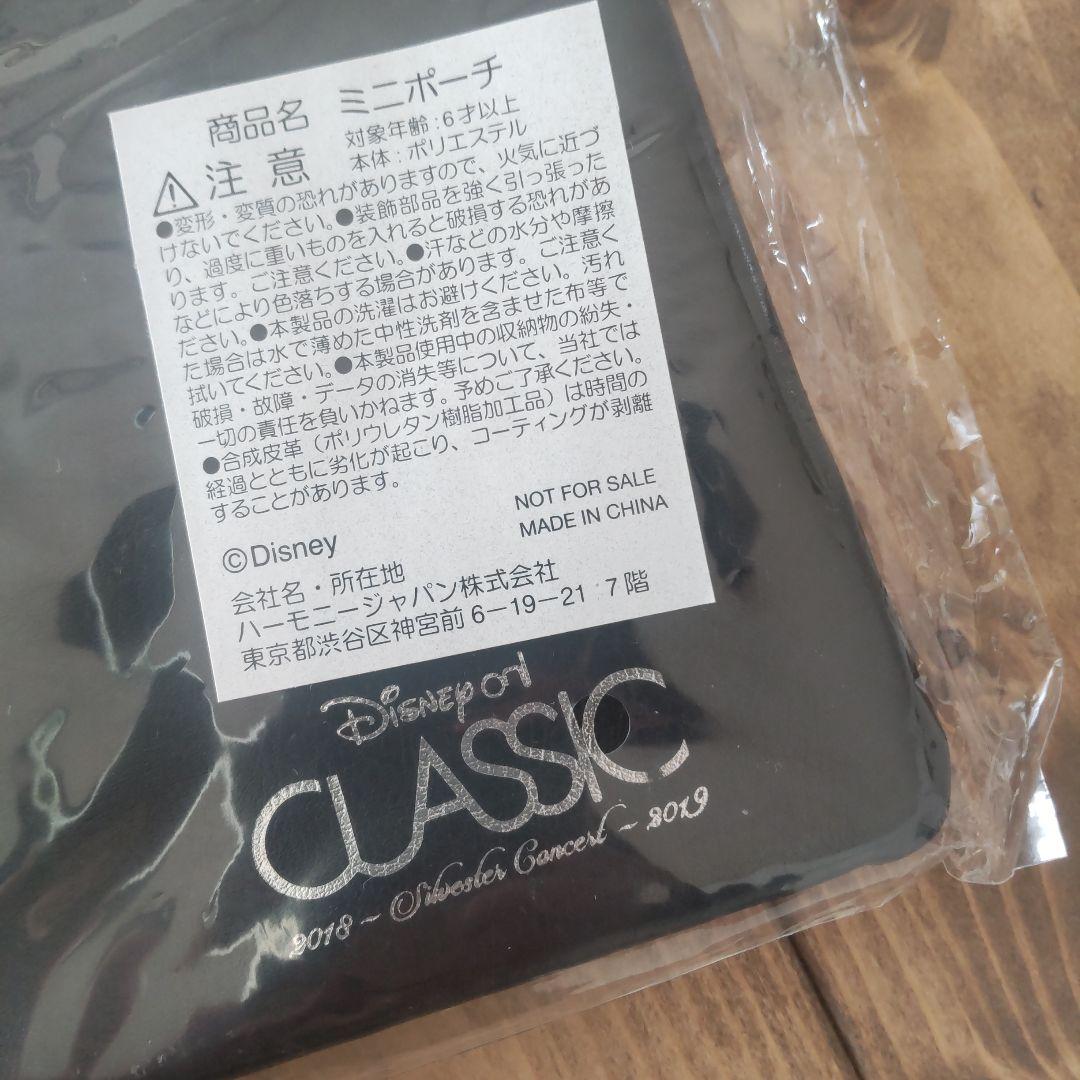 商品名 ミニポーチ
対象年齢：6才以上
⚠注意 本体：ポリエステル
●変形・変質の恐れがありますので、火気に近づ
けないでください。●装飾部品を強く引っ張った
り、過度に重いものを入れると破損する恐れがあ
ります。ご注意ください。●汗などの水分や摩擦
などにより色落ちする場合があります。ご注意く
ださい。●本製品の洗濯はお避けください。汚れ
た場合は水で薄めた中性洗剤を含ませた布等で
拭いてください。●本製品使用中の収納物の紛失・
破損・故障・データの消失等について、当社では
一切の責任を負いかねます。予めご了承ください。
●合成皮革（ポリウレタン樹脂加工品）は時間の
経過とともに劣化が起こり、コーティングが剥離
することがあります。
NOT FOR SALE
MADE IN CHINA
©Disney
会社名・所在地
ハーモニージャパン株式会社
東京都渋谷区神宮前6－19－21 7階
Disney on
CLASSIC
2018 ~ Silvester Concert ~ 2019